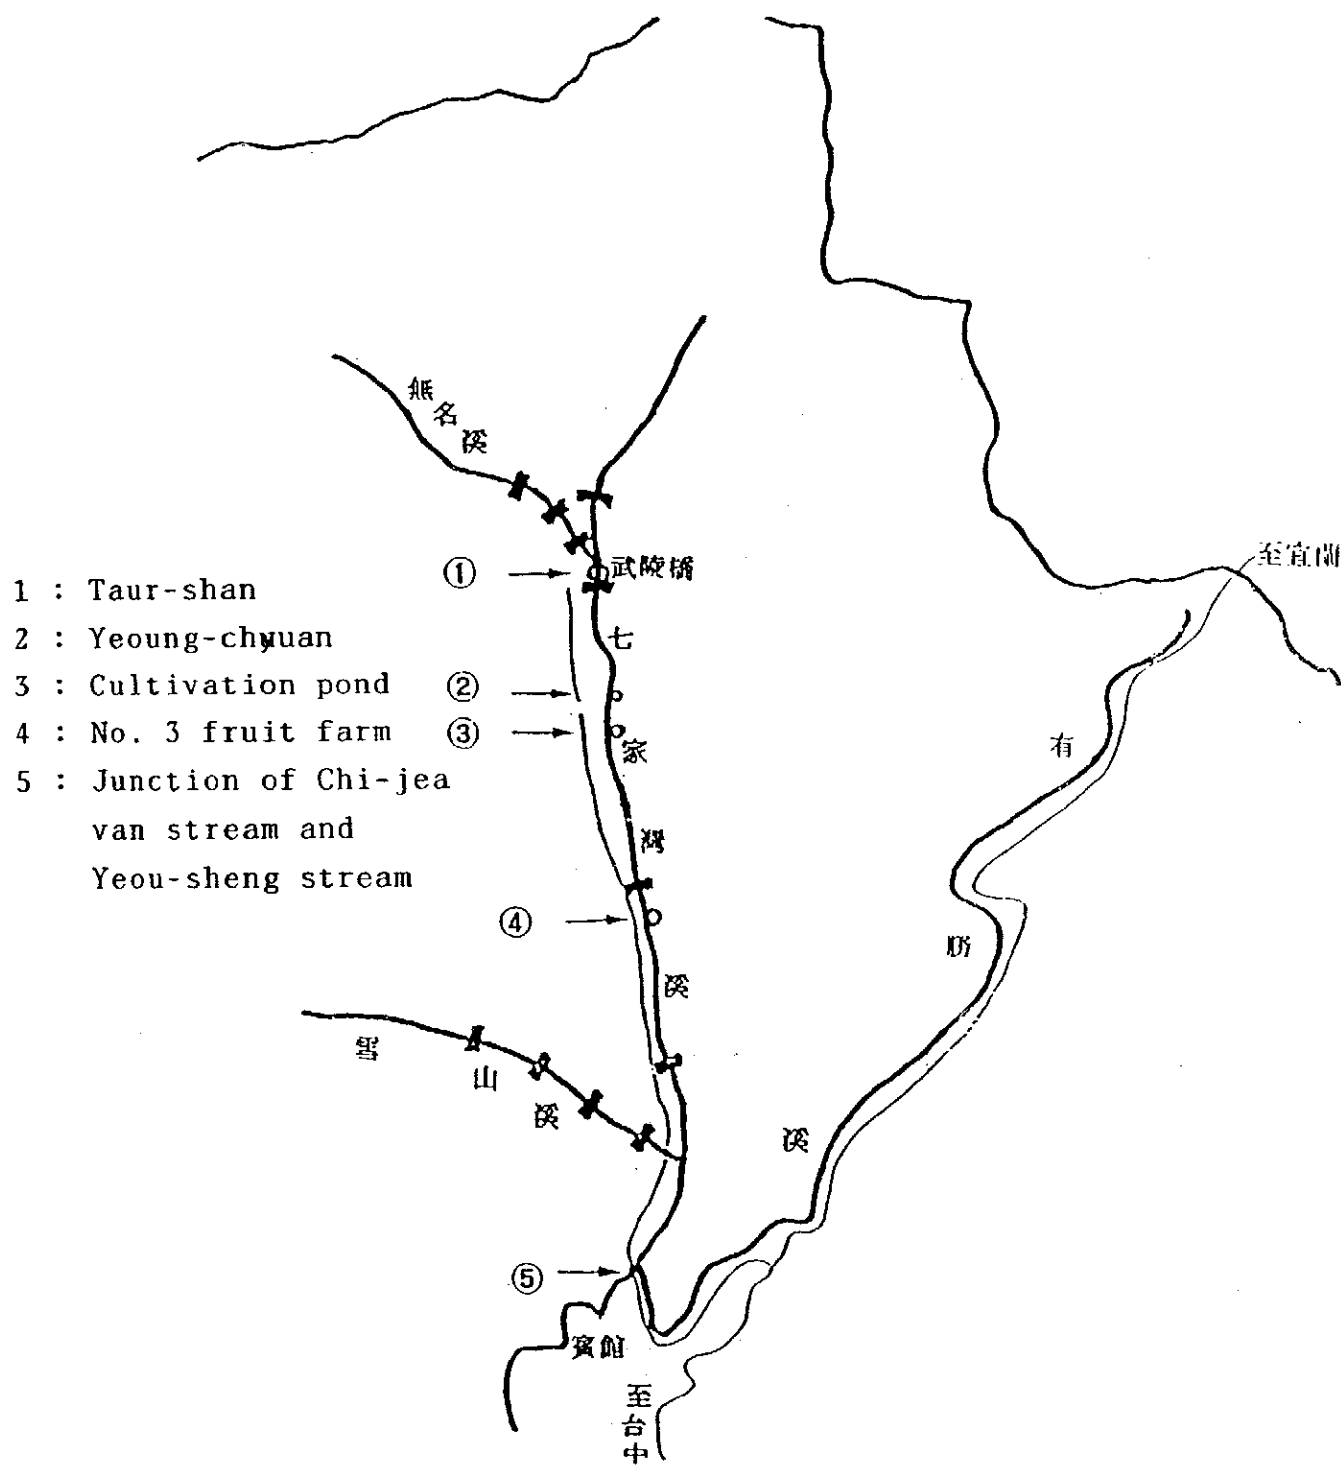 無名溪
① 武陵橋
1 : Taur-shan
2 : Yeoung-chyuan
3 : Cultivation pond
4 : No. 3 fruit farm
5 : Junction of Chi-jea
van stream and
Yeou-sheng stream
②
③
④
⑤
七家灣溪
雪山溪
有勝溪
至宜蘭
賓館
至台中